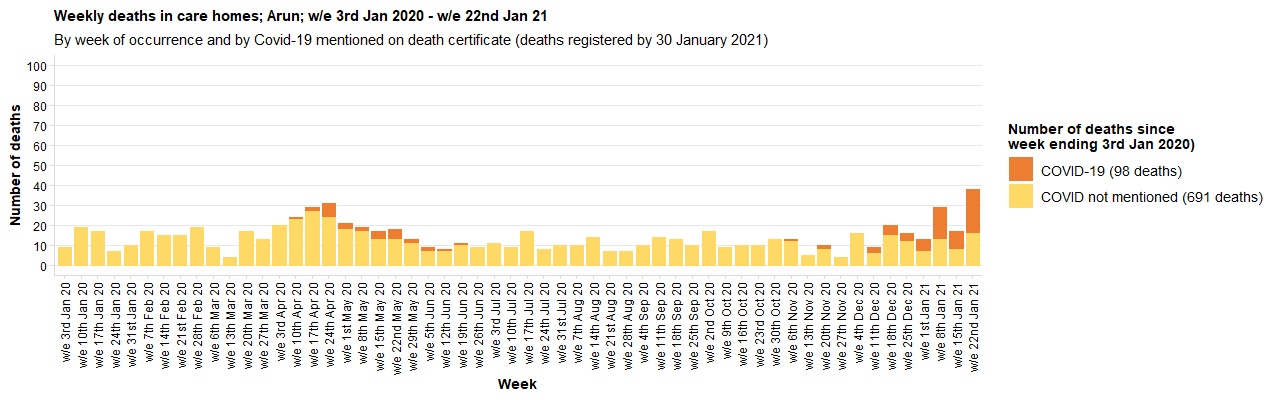 Weekly deaths in care homes; Arun; w/e 3rd Jan 2020 - w/e 22nd Jan 21
By week of occurrence and by Covid-19 mentioned on death certificate (deaths registered by 30 January 2021)
Number of deaths
100
90
80
70
60
50
40
30
20
10
0
w/e 3rd Jan 20
w/e 10th Jan 20
w/e 17th Jan 20
w/e 24th Jan 20
w/e 31st Jan 20
w/e 7th Feb 20
w/e 14th Feb 20
w/e 21st Feb 20
w/e 28th Feb 20
w/e 6th Mar 20
w/e 13th Mar 20
w/e 20th Mar 20
w/e 27th Mar 20
w/e 3rd Apr 20
w/e 10th Apr 20
w/e 17th Apr 20
w/e 24th Apr 20
w/e 1st May 20
w/e 8th May 20
w/e 15th May 20
w/e 22nd May 20
w/e 29th May 20
w/e 5th Jun 20
w/e 12th Jun 20
w/e 19th Jun 20
w/e 26th Jun 20
w/e 3rd Jul 20
w/e 10th Jul 20
w/e 17th Jul 20
w/e 24th Jul 20
w/e 31st Jul 20
w/e 7th Aug 20
w/e 14th Aug 20
w/e 21st Aug 20
w/e 28th Aug 20
w/e 4th Sep 20
w/e 11th Sep 20
w/e 18th Sep 20
w/e 25th Sep 20
w/e 2nd Oct 20
w/e 9th Oct 20
w/e 16th Oct 20
w/e 23rd Oct 20
w/e 30th Oct 20
w/e 6th Nov 20
w/e 13th Nov 20
w/e 20th Nov 20
w/e 27th Nov 20
w/e 4th Dec 20
w/e 11th Dec 20
w/e 18th Dec 20
w/e 25th Dec 20
w/e 1st Jan 21
w/e 8th Jan 21
w/e 15th Jan 21
w/e 22nd Jan 21
Week
Number of deaths since
week ending 3rd Jan 2020)
COVID-19 (98 deaths)
COVID not mentioned (691 deaths)